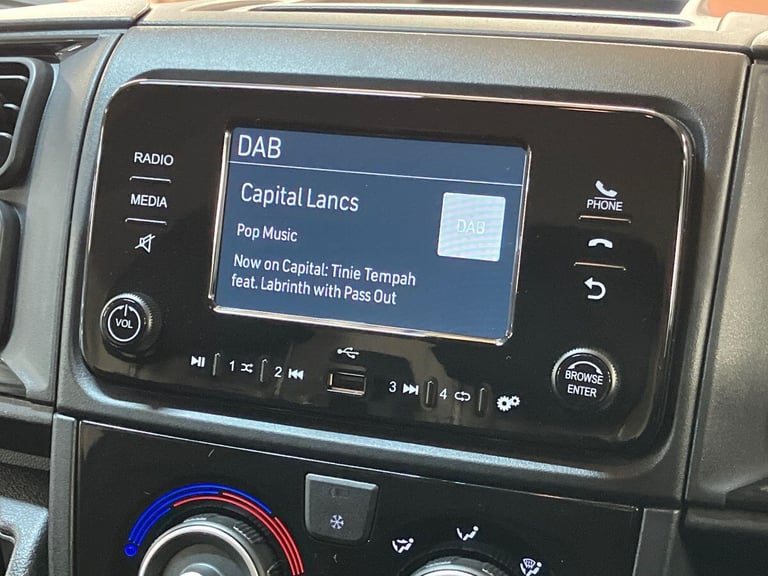 DAB
Capital Lancs
DAB
Pop Music
Now on Capital: Tinie Tempah
feat. Labrinth with Pass Out
RADIO
MEDIA
VOL
PHONE
BROWSE
ENTER
1
2
3
4